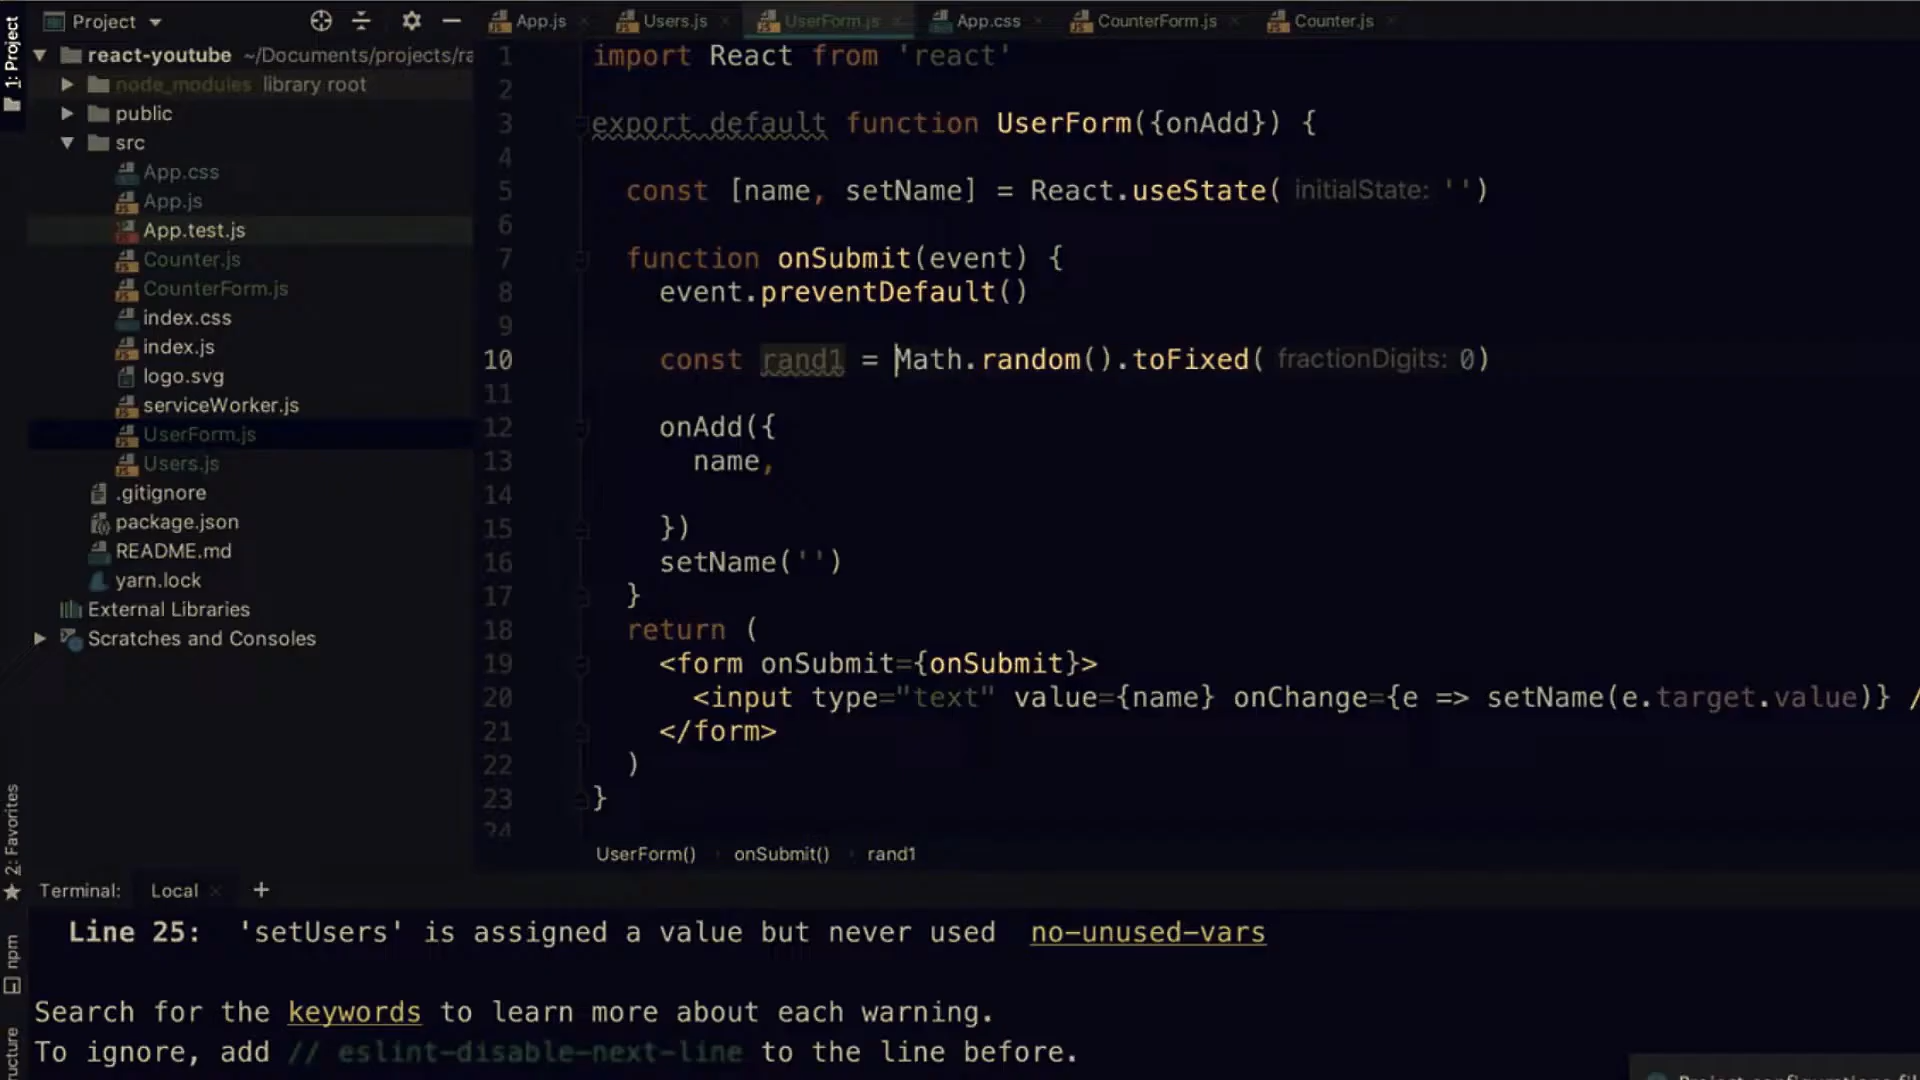 Project
App.js
Users.js
UserForm.js
App.css
CounterForm.js
Counter.js
1: Project
react-youtube ~/Documents/projects/ra
node_modules library root
public
src
App.css
App.js
App.test.js
Counter.js
CounterForm.js
index.css
index.js
logo.svg
serviceWorker.js
UserForm.js
Users.js
.gitignore
package.json
README.md
yarn.lock
External Libraries
Scratches and Consoles
2: Favorites
npm
ucture
1 import React from 'react'
2
3 export default function UserForm({onAdd}) {
4
5 const [name, setName] = React.useState( initialState: '')
6
7 function onSubmit(event) {
8 event.preventDefault()
9
10 const rand1 = Math.random().toFixed( fractionDigits: 0)
11
12 onAdd({
13 name,
14
15 })
16 setName('')
17 }
18 return (
19 <form onSubmit={onSubmit}>
20 <input type="text" value={name} onChange={e => setName(e.target.value)} /
21 </form>
22 )
23 }
24
UserForm() onSubmit() rand1
Terminal: Local +
Line 25: 'setUsers' is assigned a value but never used no-unused-vars
Search for the keywords to learn more about each warning.
To ignore, add // eslint-disable-next-line to the line before.